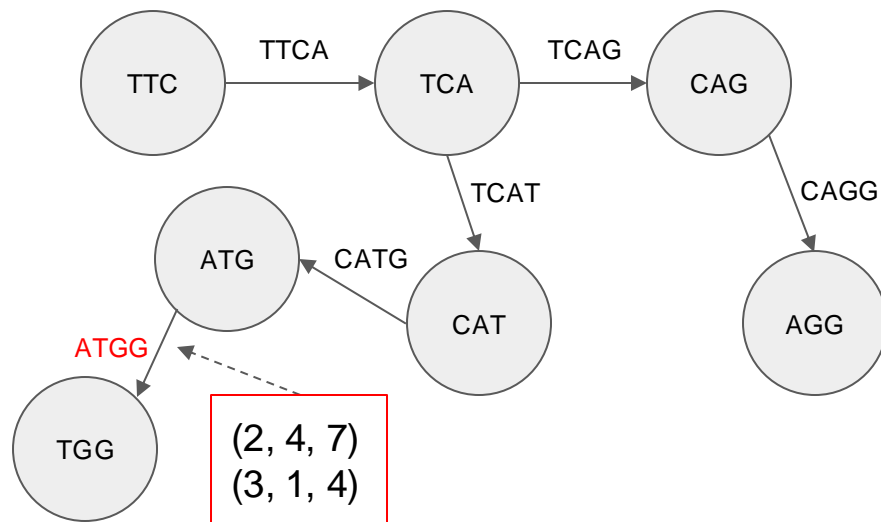 TTCA
TCAG
TTC
TCA
CAG
TCAT
CAGG
ATG
CATG
CAT
AGG
ATGG
TGG
(2, 4, 7)
(3, 1, 4)